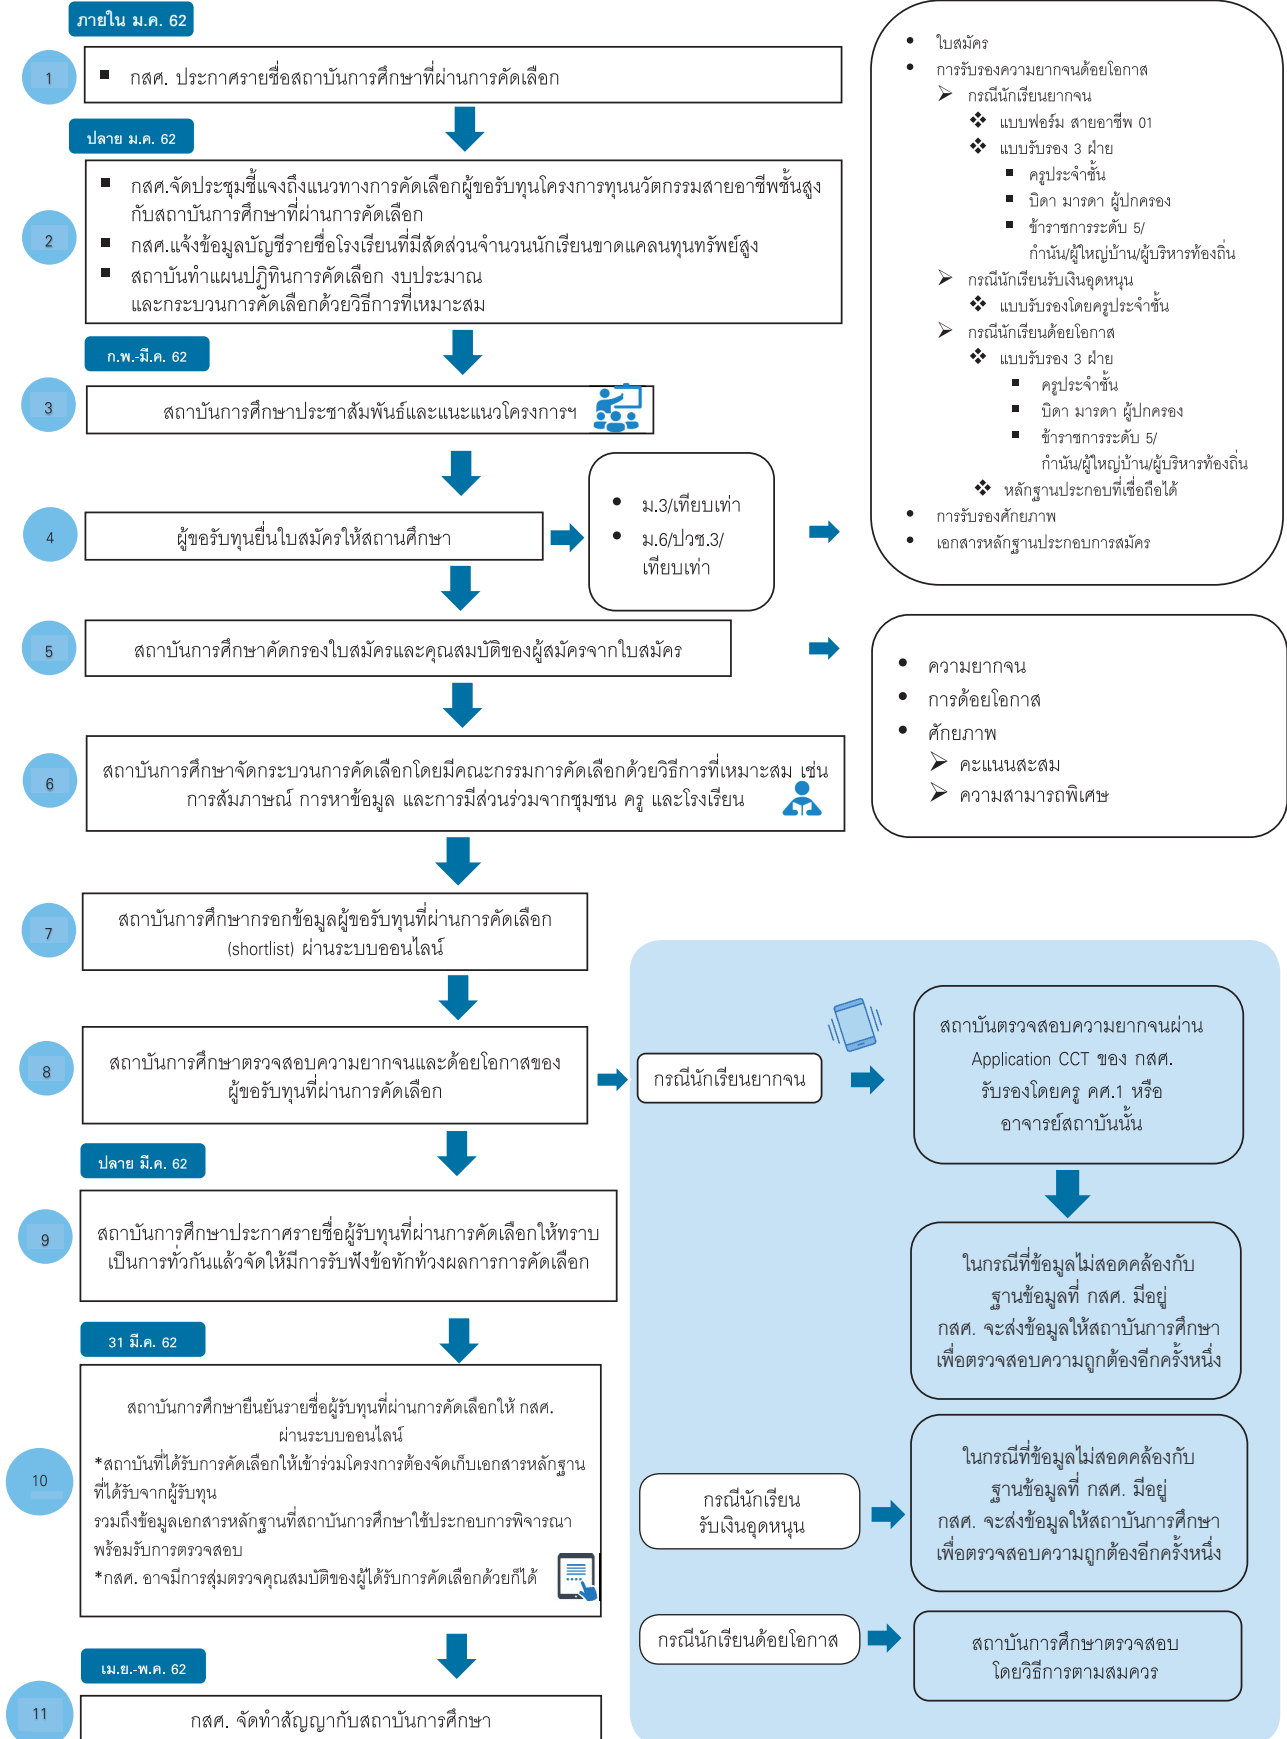 ภายใน ม.ค. 62
1
▪ กสศ. ประกาศรายชื่อสถาบันการศึกษาที่ผ่านการคัดเลือก
ปลาย ม.ค. 62
2
▪ กสศ.จัดประชุมชี้แจงถึงแนวทางการคัดเลือกผู้ขอรับทุนโครงการทุนนวัตกรรมสายอาชีพชั้นสูง
กับสถาบันการศึกษาที่ผ่านการคัดเลือก
▪ กสศ.แจ้งข้อมูลบัญชีรายชื่อโรงเรียนที่มีสัดส่วนจำนวนนักเรียนขาดแคลนทุนทรัพย์สูง
▪ สถาบันทำแผนปฏิทินการคัดเลือก งบประมาณ
และกระบวนการคัดเลือกด้วยวิธีการที่เหมาะสม
ก.พ.-มี.ค. 62
3
สถาบันการศึกษาประชาสัมพันธ์และแนะแนวโครงการฯ
4
ผู้ขอรับทุนยื่นใบสมัครให้สถานศึกษา
• ม.3/เทียบเท่า
• ม.6/ปวช.3/
เทียบเท่า
• ใบสมัคร
• การรับรองความยากจนด้อยโอกาส
➢ กรณีนักเรียนยากจน
❖ แบบฟอร์ม สายอาชีพ 01
❖ แบบรับรอง 3 ฝ่าย
▪ ครูประจำชั้น
▪ บิดา มารดา ผู้ปกครอง
▪ ข้าราชการระดับ 5/
กำนัน/ผู้ใหญ่บ้าน/ผู้บริหารท้องถิ่น
➢ กรณีนักเรียนรับเงินอุดหนุน
❖ แบบรับรองโดยครูประจำชั้น
➢ กรณีนักเรียนด้อยโอกาส
❖ แบบรับรอง 3 ฝ่าย
▪ ครูประจำชั้น
▪ บิดา มารดา ผู้ปกครอง
▪ ข้าราชการระดับ 5/
กำนัน/ผู้ใหญ่บ้าน/ผู้บริหารท้องถิ่น
❖ หลักฐานประกอบที่เชื่อถือได้
• การรับรองศักยภาพ
• เอกสารหลักฐานประกอบการสมัคร
5
สถาบันการศึกษาคัดกรองใบสมัครและคุณสมบัติของผู้สมัครจากใบสมัคร
• ความยากจน
• การด้อยโอกาส
• ศักยภาพ
➢ คะแนนสะสม
➢ ความสามารถพิเศษ
6
สถาบันการศึกษาจัดกระบวนการคัดเลือกโดยมีคณะกรรมการคัดเลือกด้วยวิธีการที่เหมาะสม เช่น
การสัมภาษณ์ การหาข้อมูล และการมีส่วนร่วมจากชุมชน ครู และโรงเรียน
7
สถาบันการศึกษากรอกข้อมูลผู้ขอรับทุนที่ผ่านการคัดเลือก
(shortlist) ผ่านระบบออนไลน์
8
สถาบันการศึกษาตรวจสอบความยากจนและด้อยโอกาสของ
ผู้ขอรับทุนที่ผ่านการคัดเลือก
กรณีนักเรียนยากจน
สถาบันตรวจสอบความยากจนผ่าน
Application CCT ของ กสศ.
รับรองโดยครู คศ.1 หรือ
อาจารย์สถาบันนั้น
ในกรณีที่ข้อมูลไม่สอดคล้องกับ
ฐานข้อมูลที่ กสศ. มีอยู่
กสศ. จะส่งข้อมูลให้สถาบันการศึกษา
เพื่อตรวจสอบความถูกต้องอีกครั้งหนึ่ง
กรณีนักเรียน
รับเงินอุดหนุน
ในกรณีที่ข้อมูลไม่สอดคล้องกับ
ฐานข้อมูลที่ กสศ. มีอยู่
กสศ. จะส่งข้อมูลให้สถาบันการศึกษา
เพื่อตรวจสอบความถูกต้องอีกครั้งหนึ่ง
กรณีนักเรียนด้อยโอกาส
สถาบันการศึกษาตรวจสอบ
โดยวิธีการตามสมควร
ปลาย มี.ค. 62
9
สถาบันการศึกษาประกาศรายชื่อผู้รับทุนที่ผ่านการคัดเลือกให้ทราบ
เป็นการทั่วกันแล้วจัดให้มีการรับฟังข้อทักท้วงผลการการคัดเลือก
31 มี.ค. 62
10
สถาบันการศึกษายืนยันรายชื่อผู้รับทุนที่ผ่านการคัดเลือกให้ กสศ.
ผ่านระบบออนไลน์
*สถาบันที่ได้รับการคัดเลือกให้เข้าร่วมโครงการต้องจัดเก็บเอกสารหลักฐาน
ที่ได้รับจากผู้รับทุน
รวมถึงข้อมูลเอกสารหลักฐานที่สถาบันการศึกษาใช้ประกอบการพิจารณา
พร้อมรับการตรวจสอบ
*กสศ. อาจมีการสุ่มตรวจคุณสมบัติของผู้ได้รับการคัดเลือกด้วยก็ได้
เม.ย.-พ.ค. 62
11
กสศ. จัดทำสัญญากับสถาบันการศึกษา